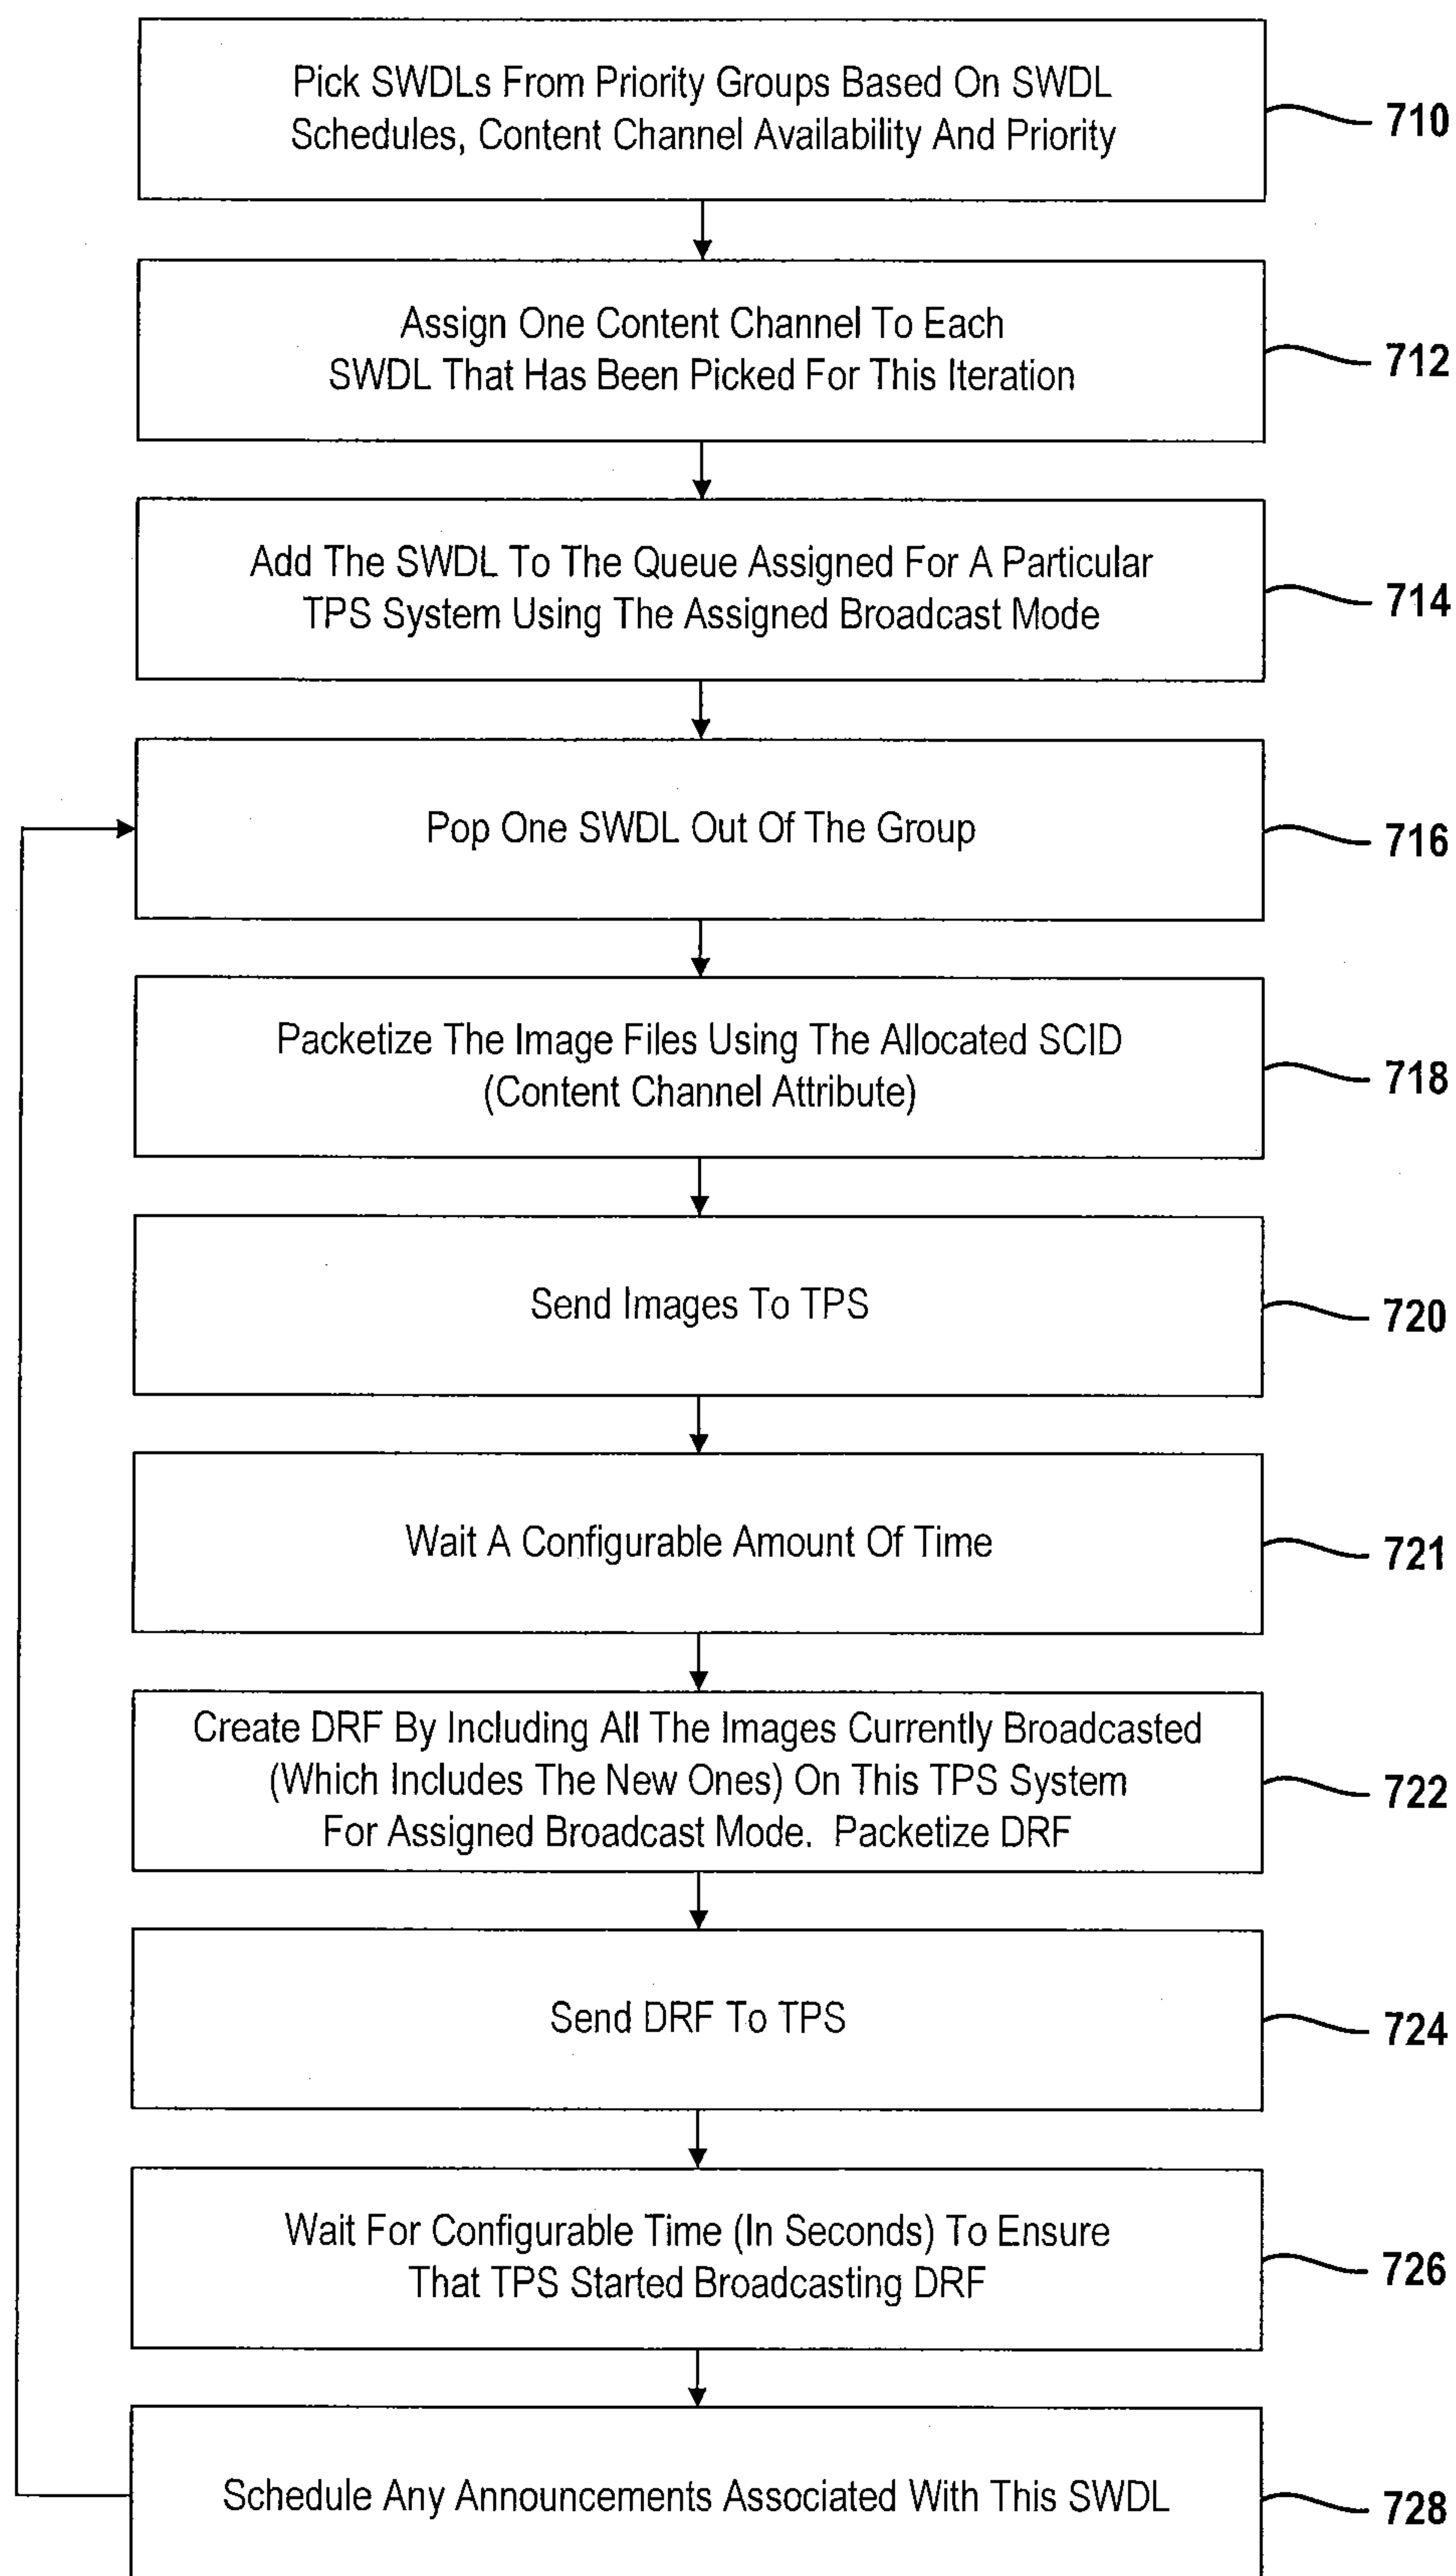 Pick SWDLs From Priority Groups Based On SWDL
Schedules, Content Channel Availability And Priority
710
Assign One Content Channel To Each
SWDL That Has Been Picked For This Iteration
712
Add The SWDL To The Queue Assigned For A Particular
TPS System Using The Assigned Broadcast Mode
714
Pop One SWDL Out Of The Group
716
Packetize The Image Files Using The Allocated SCID
(Content Channel Attribute)
718
Send Images To TPS
720
Wait A Configurable Amount Of Time
721
Create DRF By Including All The Images Currently Broadcasted
(Which Includes The New Ones) On This TPS System
For Assigned Broadcast Mode. Packetize DRF
722
Send DRF To TPS
724
Wait For Configurable Time (In Seconds) To Ensure
That TPS Started Broadcasting DRF
726
Schedule Any Announcements Associated With This SWDL
728